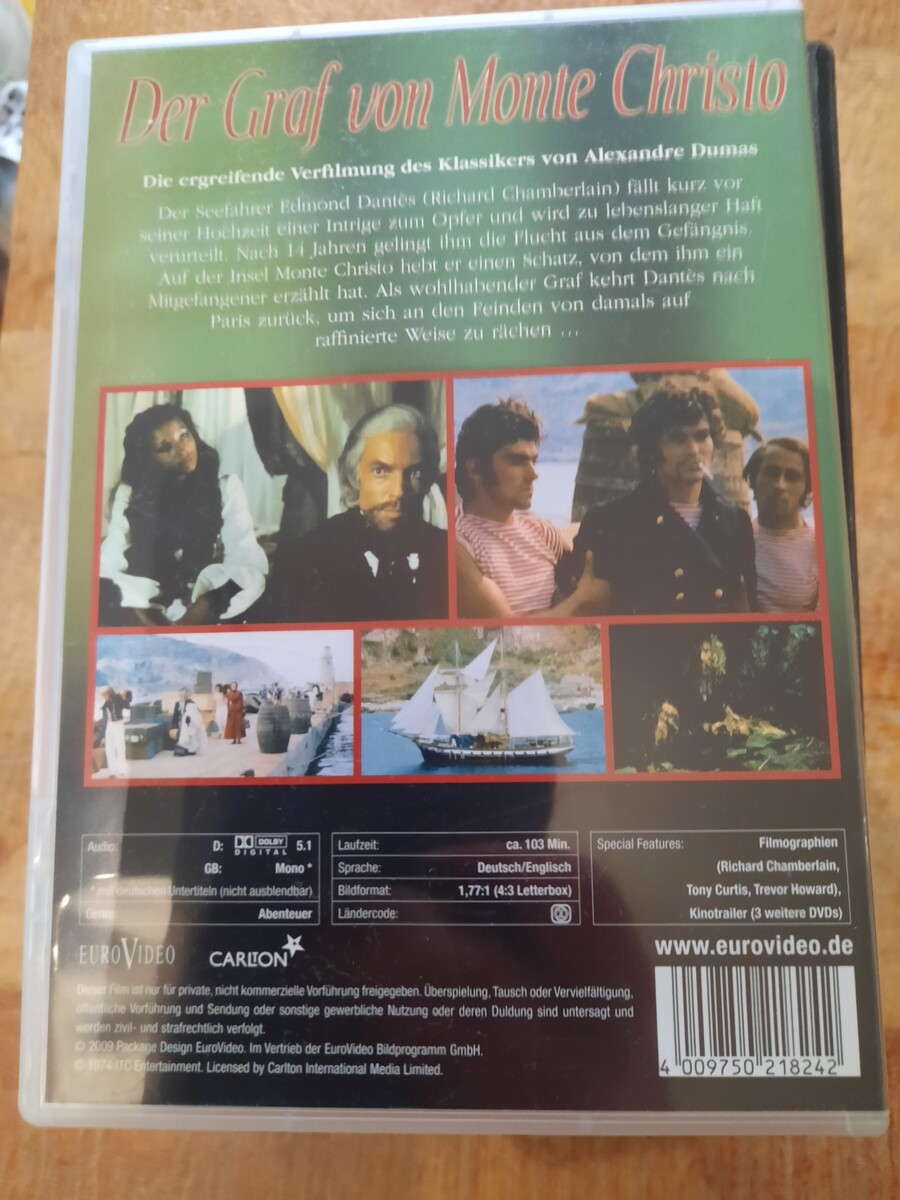 Der Graf von Monte Christo
Die ergreifende Verfilmung des Klassikers von Alexandre Dumas
Der Seefahrer Edmond Dantès (Richard Chamberlain) fällt kurz vor
seiner Hochzeit einer Intrige zum Opfer und wird zu lebenslanger Haft
verurteilt. Nach 14 Jahren gelingt ihm die Flucht aus dem Gefängnis.
Auf der Insel Monte Christo hebt er einen Schatz, von dem ihm ein
Mitgefangener erzählt hat. Als wohlhabender Graf kehrt Dantès nach
Paris zurück, um sich an den Feinden von damals auf
raffinierte Weise zu rächen ...
Audio: D: DOLBY DIGITAL 5.1
GB: Mono *
* mit deutschen Untertiteln (nicht ausblendbar)
Genre: Abenteuer
Laufzeit: ca. 103 Min.
Sprache: Deutsch/Englisch
Bildformat: 1,77:1 (4:3 Letterbox)
Ländercode:
Special Features: Filmographien
(Richard Chamberlain,
Tony Curtis, Trevor Howard),
Kinotrailer (3 weitere DVDs)
EUROVIDEO CARLTON
www.eurovideo.de
Dieser Film ist nur für private, nicht kommerzielle Vorführung freigegeben. Überspielung, Tausch oder Vervielfältigung,
öffentliche Vorführung und Sendung oder sonstige gewerbliche Nutzung oder deren Duldung sind untersagt und
werden zivil- und strafrechtlich verfolgt.
© 2009 Package Design EuroVideo. Im Vertrieb der EuroVideo Bildprogramm GmbH.
© 1974 ITC Entertainment. Licensed by Carlton International Media Limited.
4 009750 218242